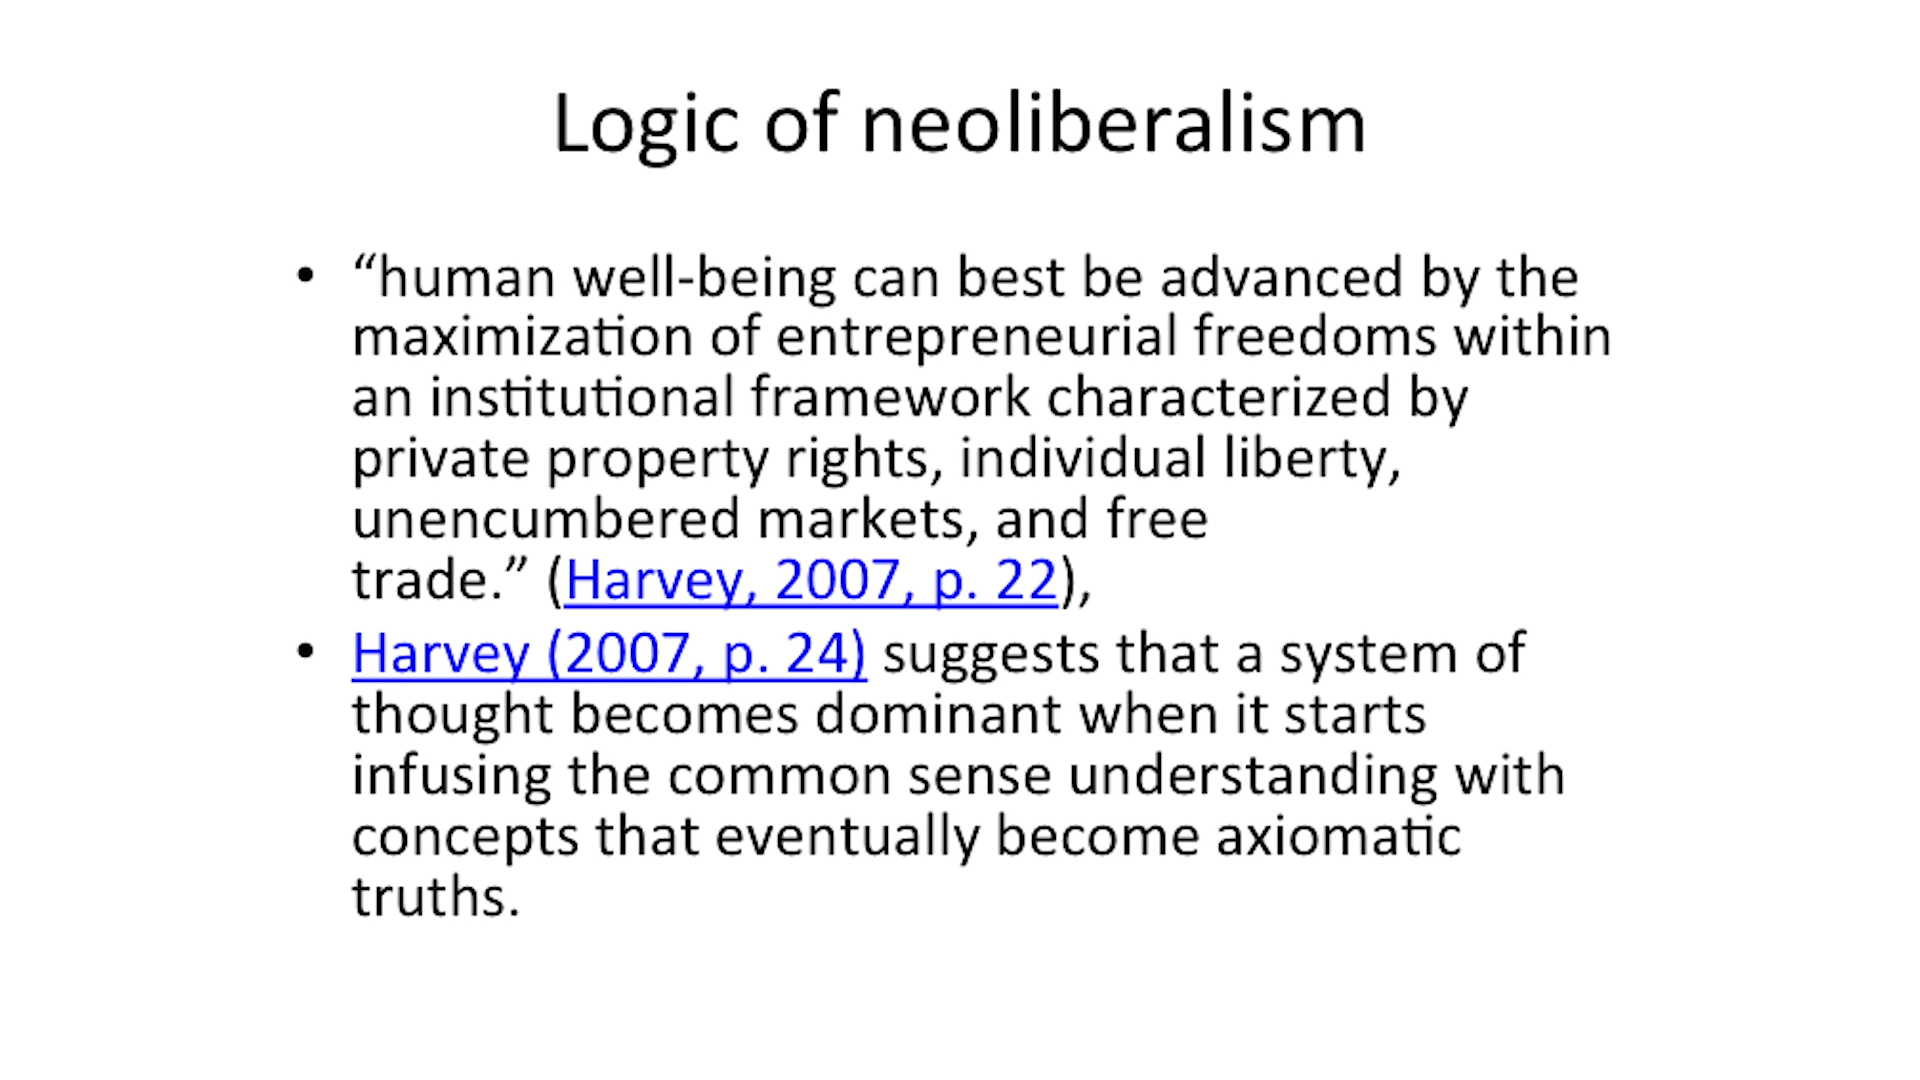 Logic of neoliberalism
• “human well-being can best be advanced by the
maximization of entrepreneurial freedoms within
an institutional framework characterized by
private property rights, individual liberty,
unencumbered markets, and free
trade.” (Harvey, 2007, p. 22),
• Harvey (2007, p. 24) suggests that a system of
thought becomes dominant when it starts
infusing the common sense understanding with
concepts that eventually become axiomatic
truths.